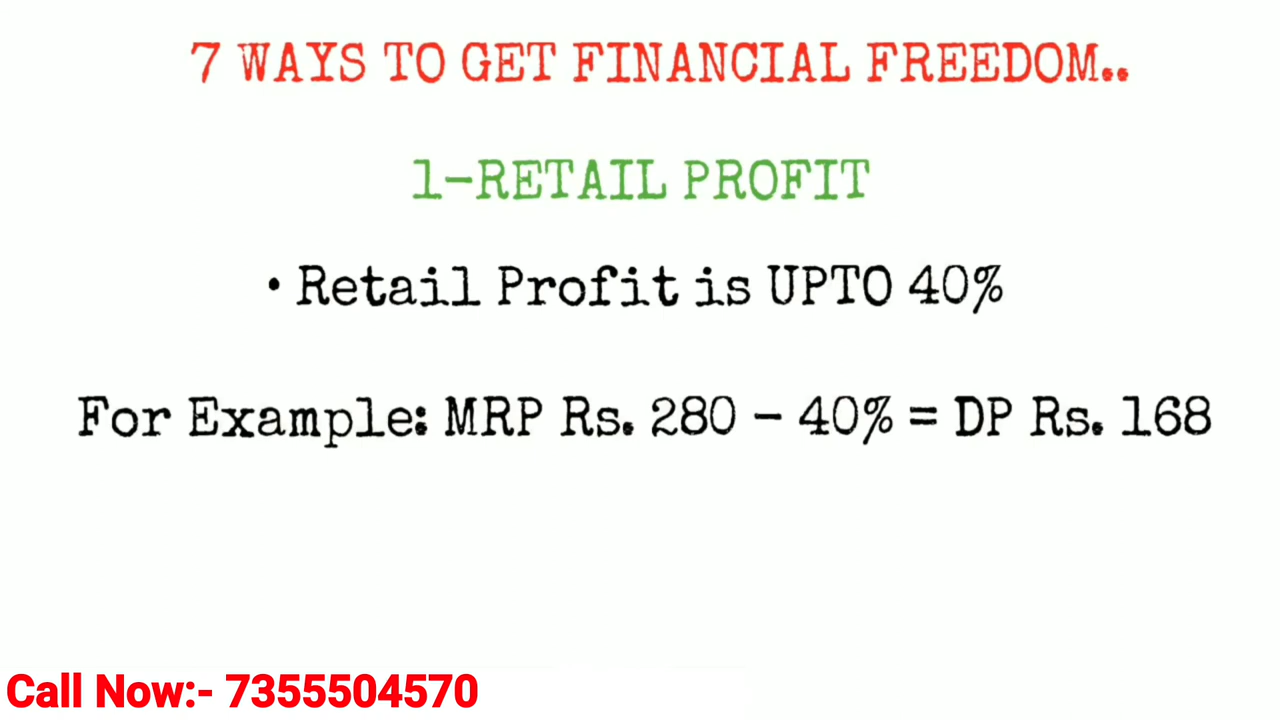 7 WAYS TO GET FINANCIAL FREEDOM..
1-RETAIL PROFIT
• Retail Profit is UPTO 40%
For Example: MRP Rs. 280 - 40% = DP Rs. 168
Call Now:- 7355504570